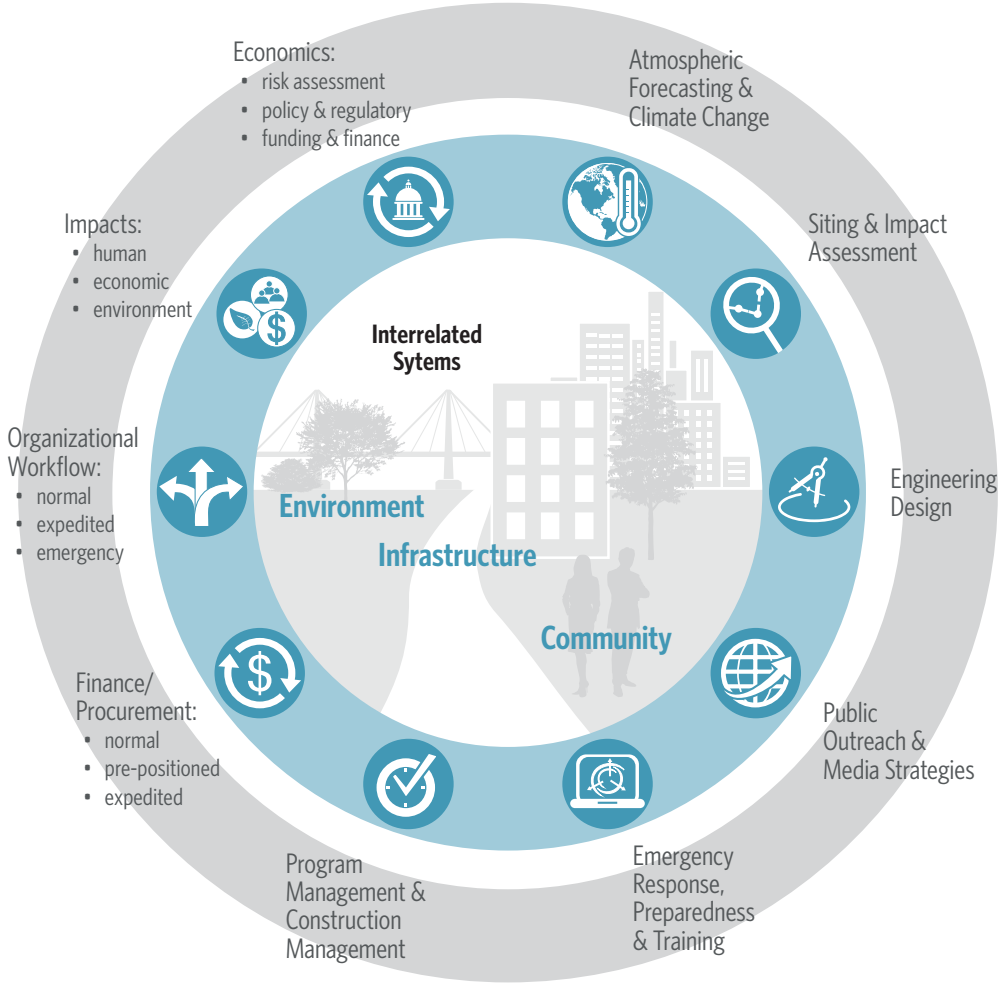 Economics:
• risk assessment
• policy & regulatory
• funding & finance
Atmospheric
Forecasting &
Climate Change
Impacts:
• human
• economic
• environment
Siting & Impact
Assessment
Interrelated
Sytems
Organizational
Workflow:
• normal
• expedited
• emergency
Environment
Infrastructure
Community
Engineering
Design
Finance/
Procurement:
• normal
• pre-positioned
• expedited
Public
Outreach &
Media Strategies
Program
Management &
Construction
Management
Emergency
Response,
Preparedness
& Training
$
$